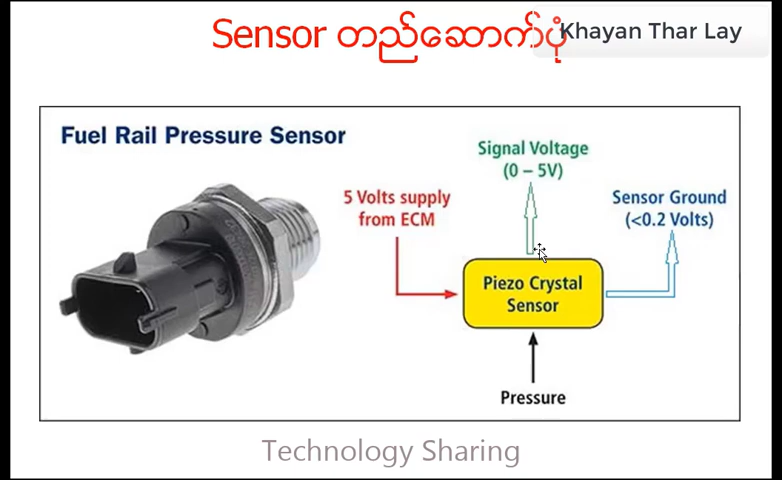 Sensor တည်ဆောက်ပုံ
Khayan Thar Lay
Fuel Rail Pressure Sensor
Signal Voltage
(0 – 5V)
5 Volts supply
from ECM
Sensor Ground
(<0.2 Volts)
Piezo Crystal
Sensor
Pressure
Technology Sharing